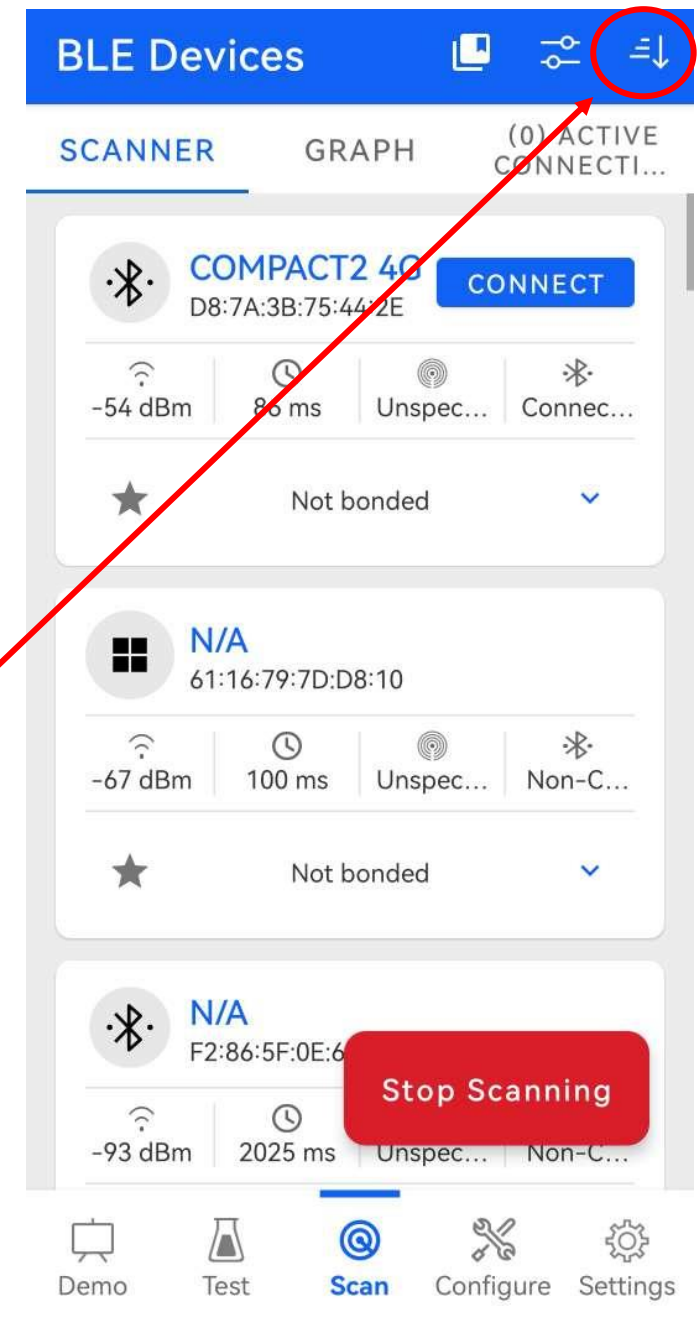 BLE Devices
SCANNER GRAPH (0) ACTIVE
CONNECTI...
COMPACT2 4G CONNECT
D8:7A:3B:75:44:2E
-54 dBm 86 ms Unspec... Connec...
Not bonded
N/A
61:16:79:7D:D8:10
-67 dBm 100 ms Unspec... Non-C...
Not bonded
N/A
F2:86:5F:0E:6
Stop Scanning
-93 dBm 2025 ms Unspec... Non-C...
Demo Test Scan Configure Settings